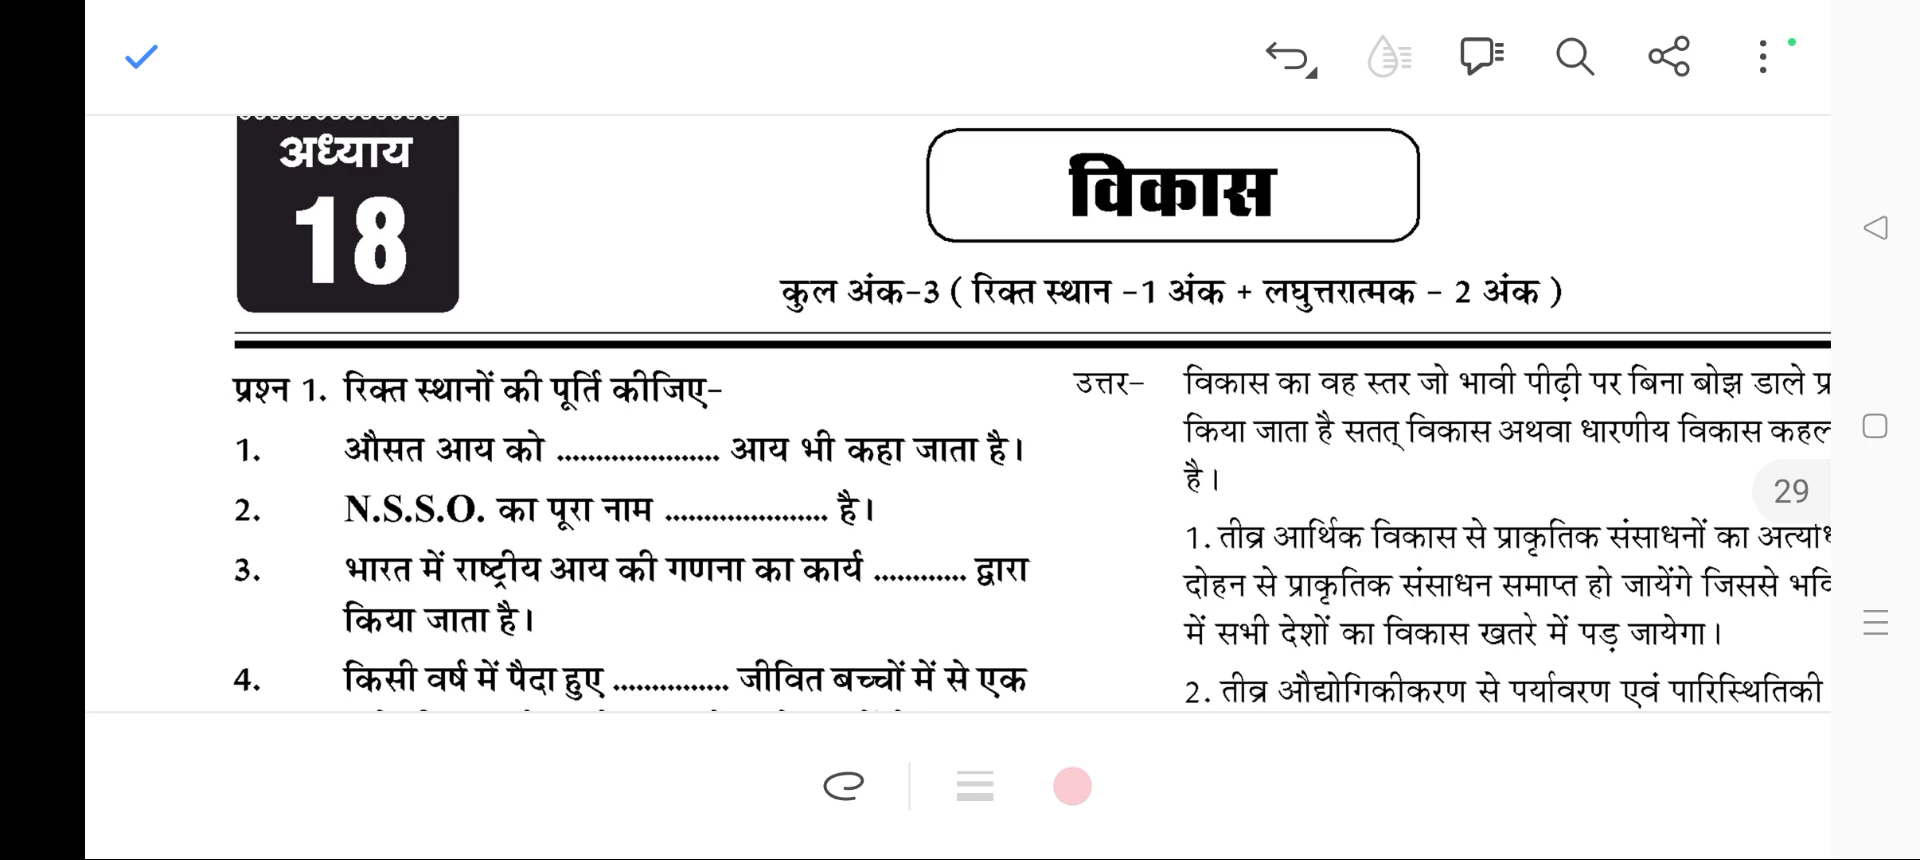 अध्याय
18
विकास
कुल अंक-3 ( रिक्त स्थान -1 अंक + लघुत्तरात्मक - 2 अंक )
प्रश्न 1. रिक्त स्थानों की पूर्ति कीजिए-
1. औसत आय को ..................... आय भी कहा जाता है।
2. N.S.S.O. का पूरा नाम ..................... है।
3. भारत में राष्ट्रीय आय की गणना का कार्य ............ द्वारा
किया जाता है।
4. किसी वर्ष में पैदा हुए ............... जीवित बच्चों में से एक
उत्तर- विकास का वह स्तर जो भावी पीढ़ी पर बिना बोझ डाले
किया जाता है सतत् विकास अथवा धारणीय विकास
है।
29
1. तीव्र आर्थिक विकास से प्राकृतिक संसाधनों का
दोहन से प्राकृतिक संसाधन समाप्त हो जायेंगे जिससे
में सभी देशों का विकास खतरे में पड़ जायेगा।
2. तीव्र औद्योगिकीकरण से पर्यावरण एवं पारिस्थितिकी